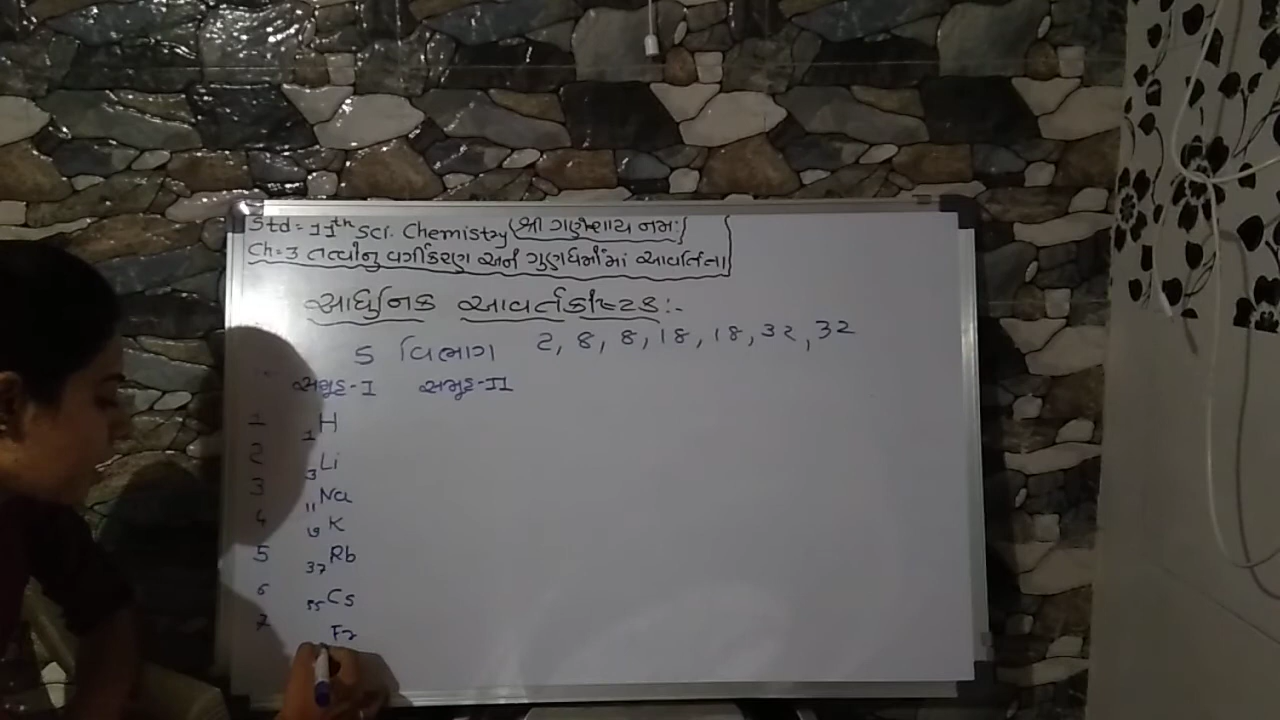 Std = 11th Sci. Chemistry (શ્રી ગણેશાય નમઃ)
Ch=3 તત્વોનું વર્ગીકરણ અને ગુણધર્મોમાં આવર્તિતા
આધુનિક આવર્તકોષ્ટક :-
5 વિભાગ 2, 8, 8, 18, 18, 32, 32
સમુહ-I સમુહ-II
1 1H
2 3Li
3 11Na
4 19K
5 37Rb
6 55Cs
7 Fr